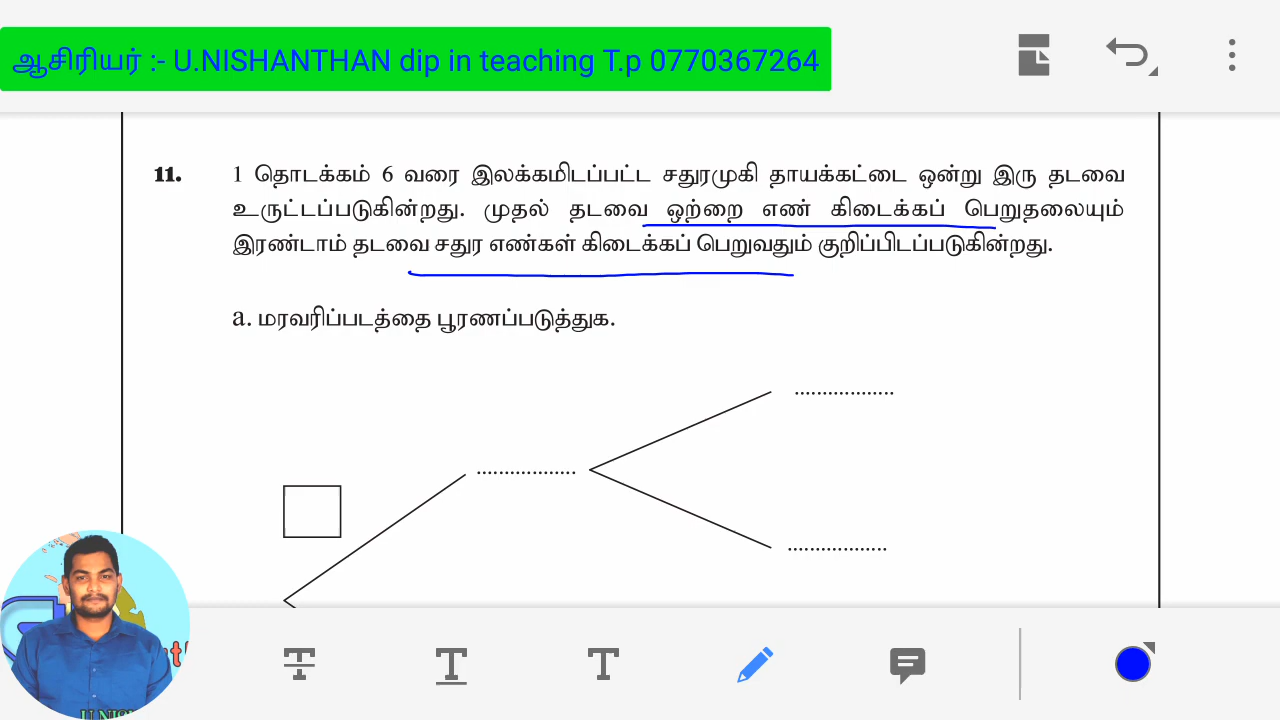 ஆசிரியர் :- U.NISHANTHAN dip in teaching T.p 0770367264
11. 1 தொடக்கம் 6 வரை இலக்கமிடப்பட்ட சதுரமுகி தாயக்கட்டை ஒன்று இரு தடவை
உருட்டப்படுகின்றது. முதல் தடவை ஒற்றை எண் கிடைக்கப் பெறுதலையும்
இரண்டாம் தடவை சதுர எண்கள் கிடைக்கப் பெறுவதும் குறிப்பிடப்படுகின்றது.
a. மரவரிப்படத்தை பூரணப்படுத்துக.
..................
..................
..................
T T T